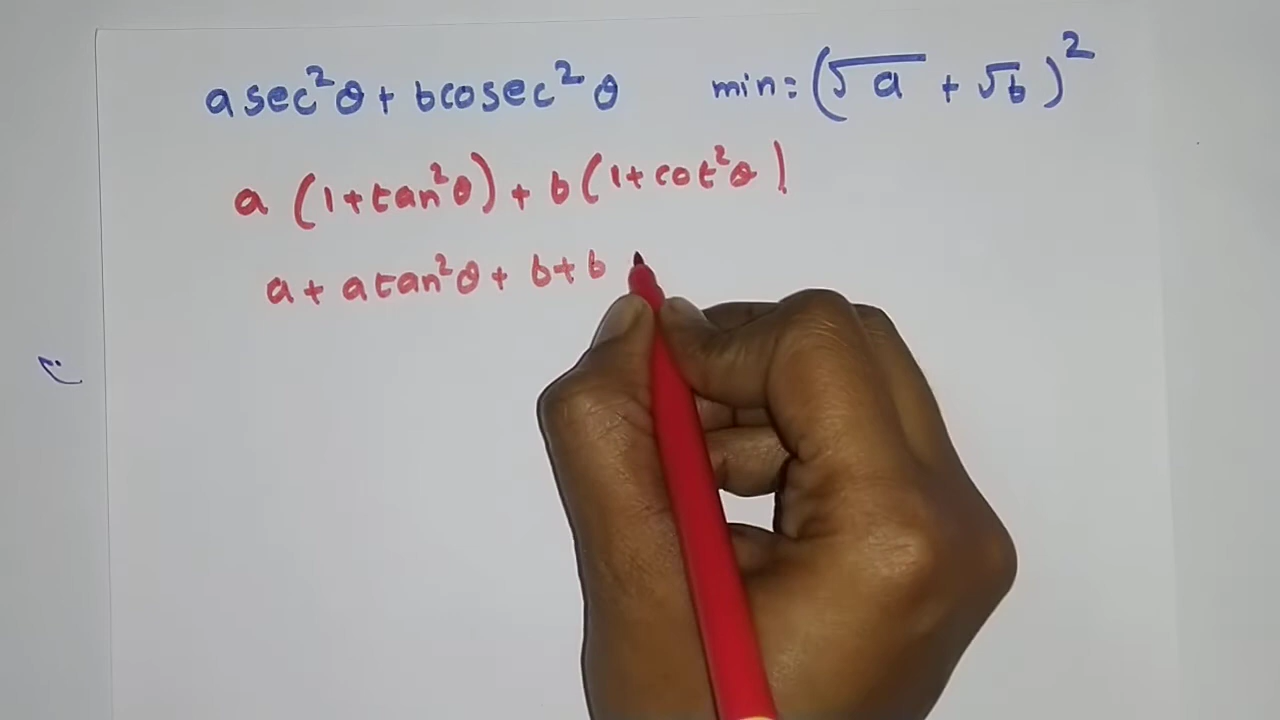 a sec²θ + b cosec²θ min: (√a + √b)²
a (1+tan²θ) + b (1+cot²θ)
a + a tan²θ + b + b